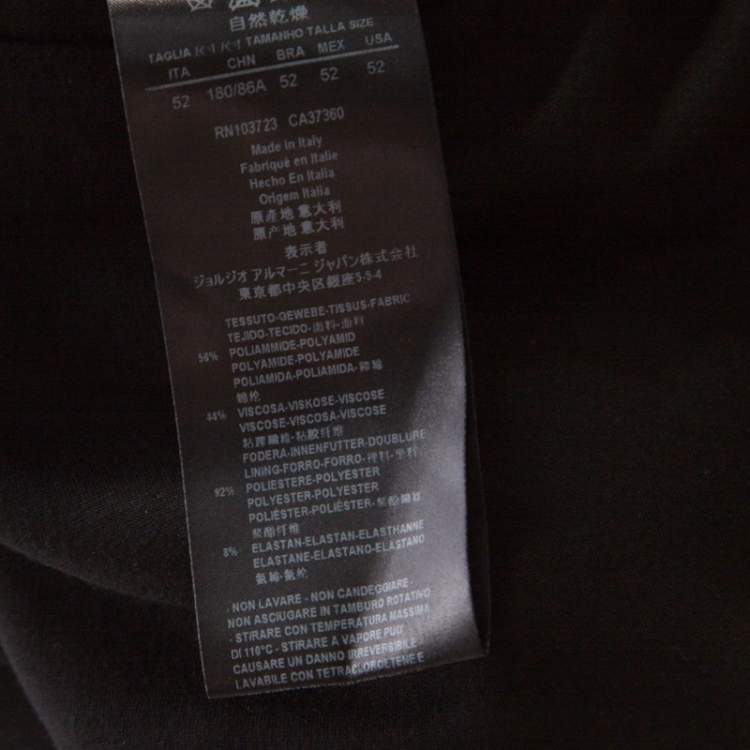 自然乾燥
TAGLIA TAMANHO TALLA SIZE
ITA CHN BRA MEX USA
52 180/86A 52 52 52
RN103723 CA37360
Made in Italy
Fabriqué en Italie
Hecho En Italia
Origem Italia
原產地 意大利
原产地 意大利
表示者
ジョルジオ アルマーニ ジャパン株式会社
東京都中央区銀座5-5-4
TESSUTO-GEWEBE-TISSUS-FABRIC
TEJIDO-TECIDO-面料-面料
56% POLIAMMIDE-POLYAMID
POLYAMIDE-POLYAMIDE
POLIAMIDA-POLIAMIDA-錦綸
锦纶
44% VISCOSA-VISKOSE-VISCOSE
VISCOSE-VISCOSA-VISCOSE
粘膠纖維-粘胶纤维
FODERA-INNENFUTTER-DOUBLURE
LINING-FORRO-FORRO-裡料-里料
92% POLIESTERE-POLYESTER
POLYESTER-POLYESTER
POLIÉSTER-POLIÉSTER-聚酯纖維
聚酯纤维
8% ELASTAN-ELASTAN-ELASTHANNE
ELASTANE-ELASTANO-ELASTANO
氨綸-氨纶
- NON LAVARE - NON CANDEGGIARE -
NON ASCIUGARE IN TAMBURO ROTATIVO
- STIRARE CON TEMPERATURA MASSIMA
DI 110°C - STIRARE A VAPORE PUO'
CAUSARE UN DANNO IRREVERSIBILE -
LAVABILE CON TETRACLOROETENE E